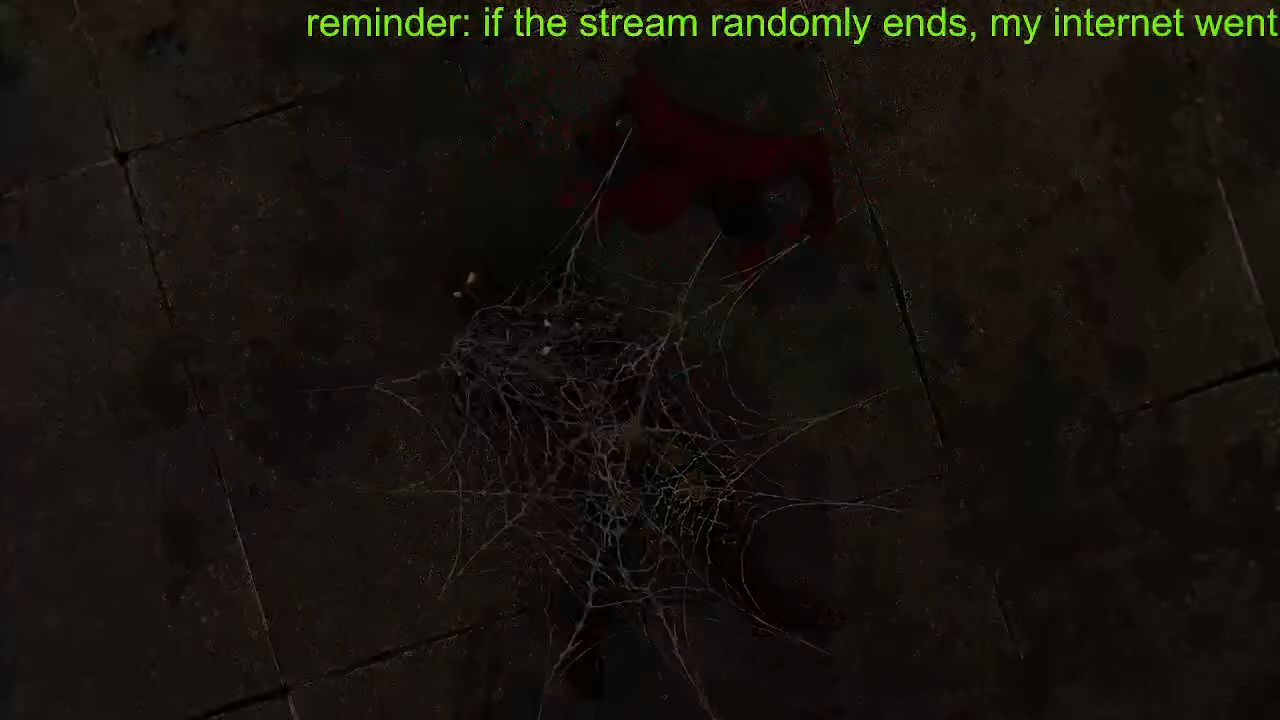 reminder: if the stream randomly ends, my internet went